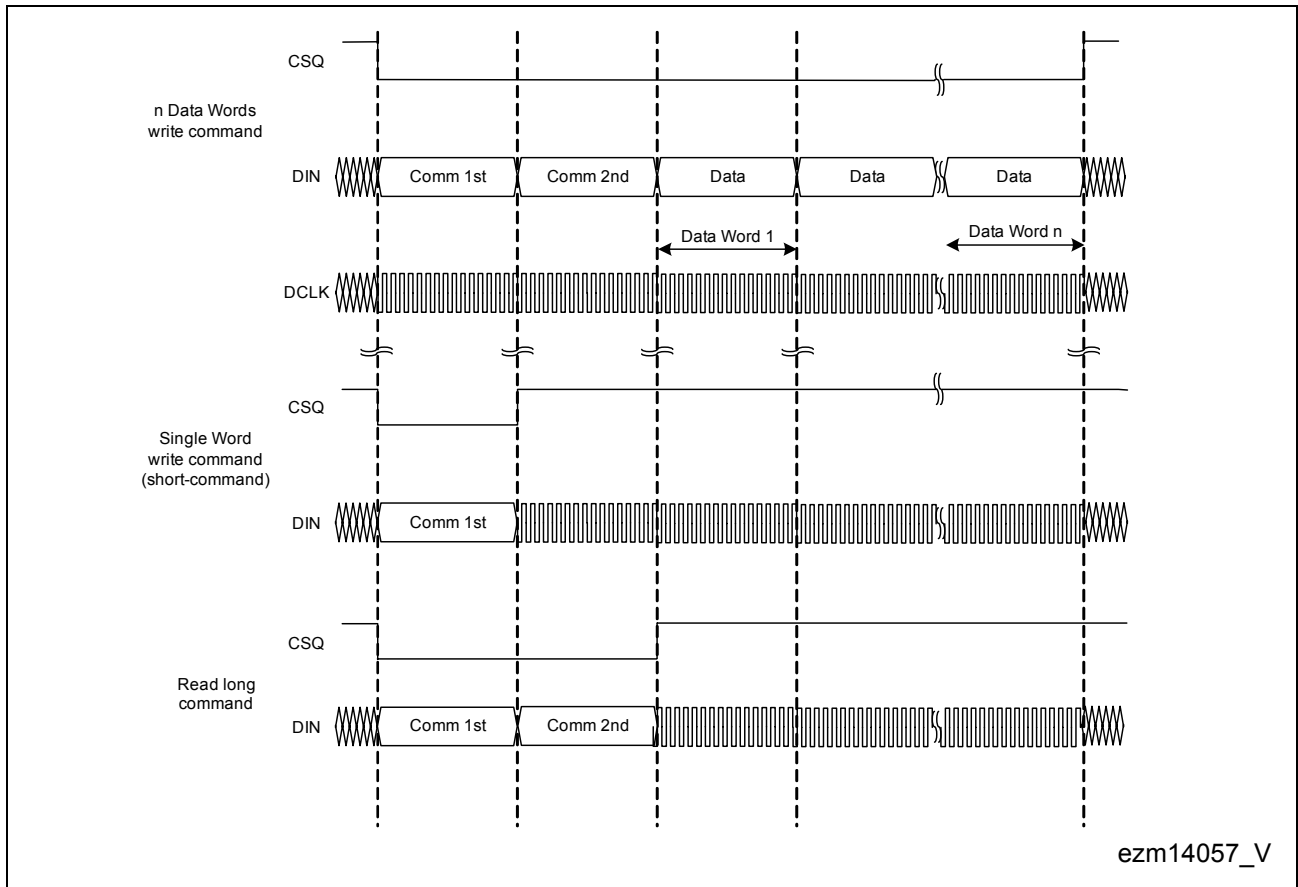 CSQ
n Data Words
write command
DIN
Comm 1st
Comm 2nd
Data
Data
Data
Data Word 1
Data Word n
DCLK
CSQ
Single Word
write command
(short-command)
DIN
Comm 1st
CSQ
Read long
command
DIN
Comm 1st
Comm 2nd
ezm14057_V